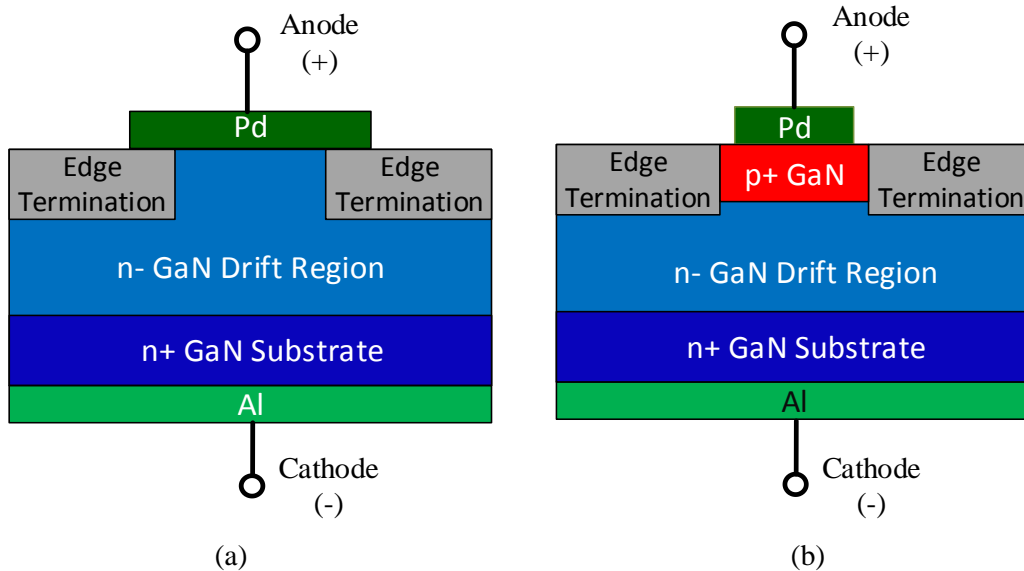 Anode
(+)
Pd
Edge
Termination
Edge
Termination
n- GaN Drift Region
n+ GaN Substrate
Al
Cathode
(-)
(a)
Anode
(+)
Pd
Edge
Termination
p+ GaN
Edge
Termination
n- GaN Drift Region
n+ GaN Substrate
Al
Cathode
(-)
(b)